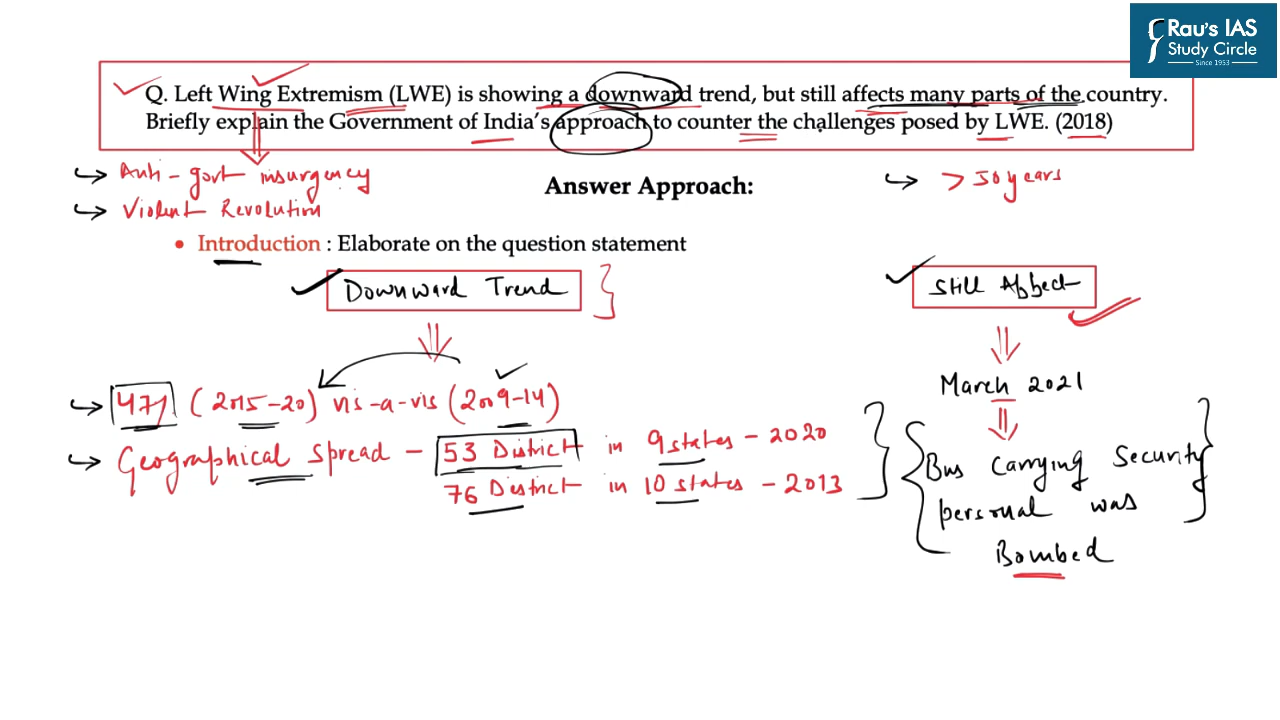 Rau's IAS
Study Circle
Since 1953
Q. Left Wing Extremism (LWE) is showing a downward trend, but still affects many parts of the country.
Briefly explain the Government of India's approach to counter the challenges posed by LWE. (2018)
Anti-govt insurgency
Violent Revolution
Answer Approach:
> 50 years
• Introduction : Elaborate on the question statement
Downward Trend
Still Affect
March 2021
47% (2015-20) vis-a-vis (2009-14)
Geographical Spread – 53 District in 9 states – 2020
76 District in 10 states – 2013
Bus Carrying Security
personal was
Bombed